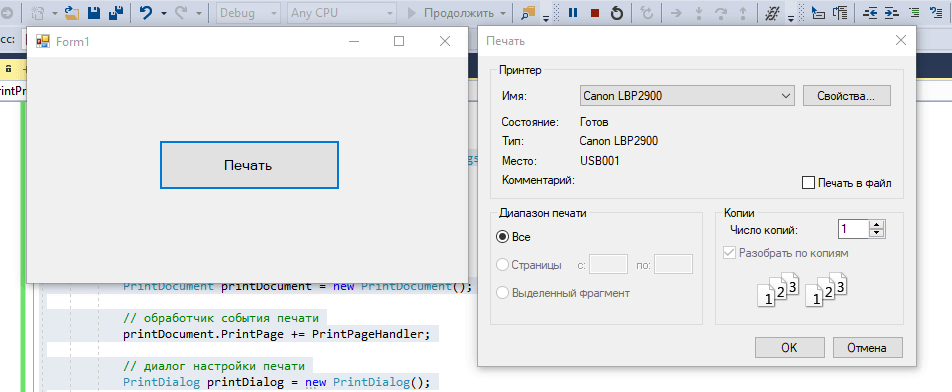 Debug Any CPU Продолжить
сс:
Form1
Печать
Печать
Принтер
Имя: Canon LBP2900 Свойства...
Состояние: Готов
Тип: Canon LBP2900
Место: USB001
Комментарий: Печать в файл
Диапазон печати
Все
Страницы с: по:
Выделенный фрагмент
Копии
Число копий: 1
Разобрать по копиям
1 2 3 1 2 3
OK Отмена
PrintDocument printDocument = new PrintDocument();
// обработчик события печати
printDocument.PrintPage += PrintPageHandler;
// диалог настройки печати
PrintDialog printDialog = new PrintDialog();